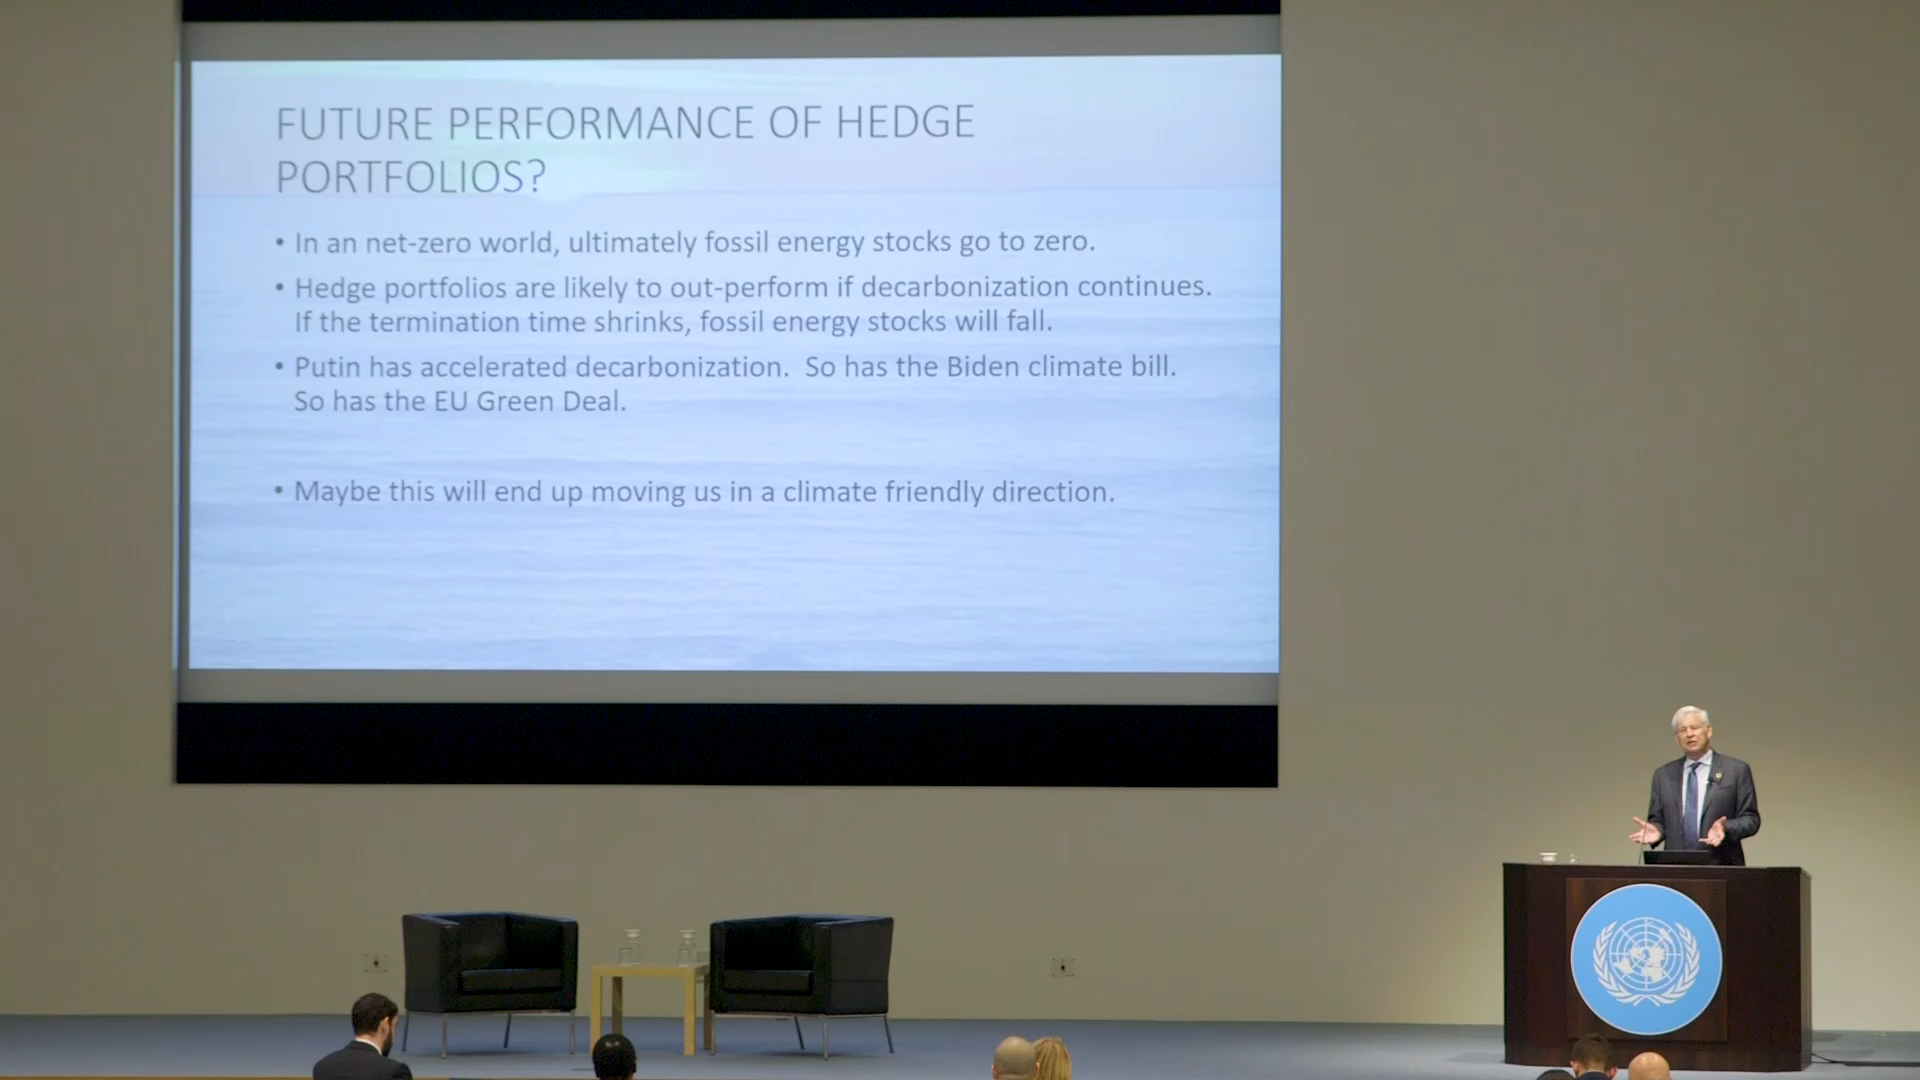 FUTURE PERFORMANCE OF HEDGE
PORTFOLIOS?
• In an net-zero world, ultimately fossil energy stocks go to zero.
• Hedge portfolios are likely to out-perform if decarbonization continues.
If the termination time shrinks, fossil energy stocks will fall.
• Putin has accelerated decarbonization.  So has the Biden climate bill.
So has the EU Green Deal.
• Maybe this will end up moving us in a climate friendly direction.